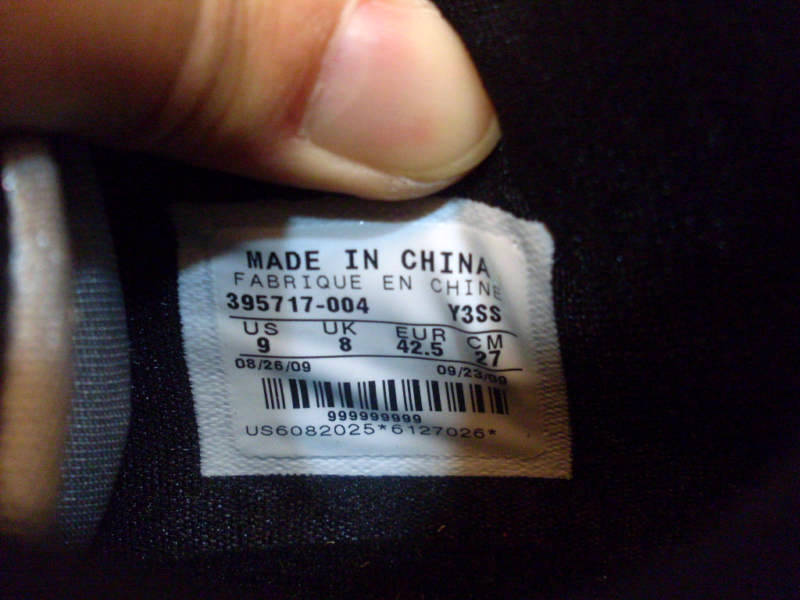 MADE IN CHINA
FABRIQUE EN CHINE
395717-004 Y3SS
US UK EUR CM
9 8 42.5 27
08/26/09 09/23/09
999999999
US6082025*6127026*